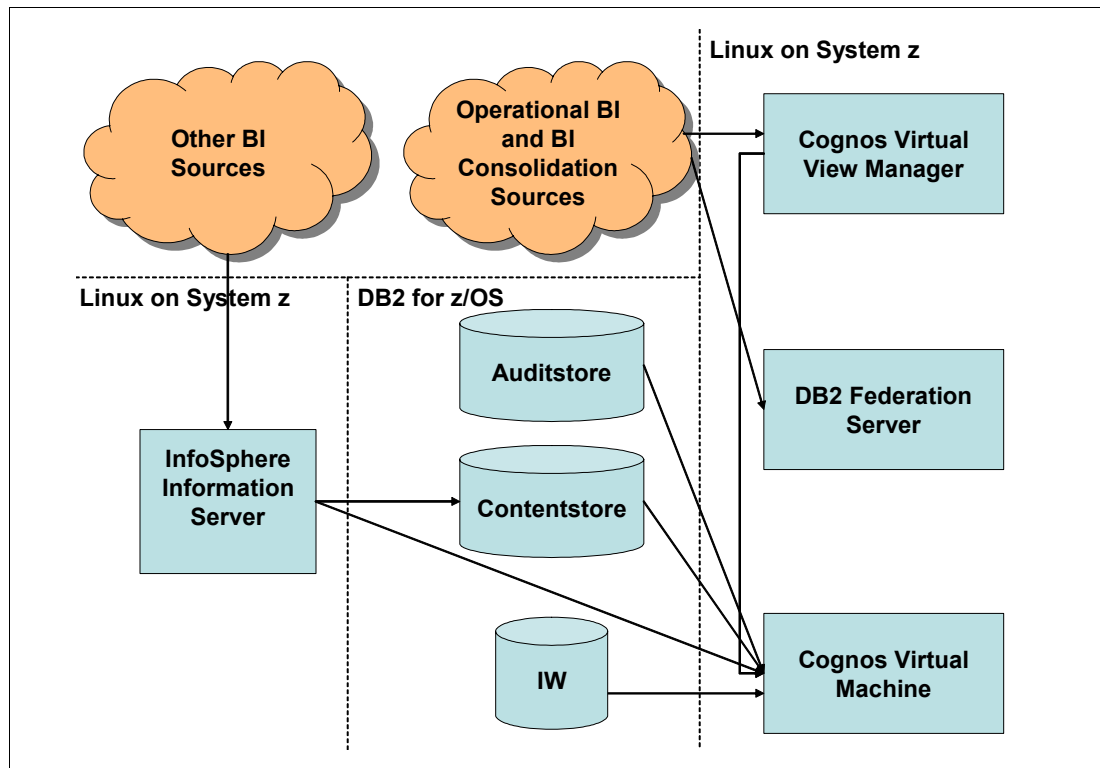 Linux on System z
Other BI
Sources
Operational BI
and BI
Consolidation
Sources
Cognos Virtual
View Manager
Linux on System z
DB2 for z/OS
Auditstore
DB2 Federation
Server
InfoSphere
Information
Server
Contentstore
IW
Cognos Virtual
Machine